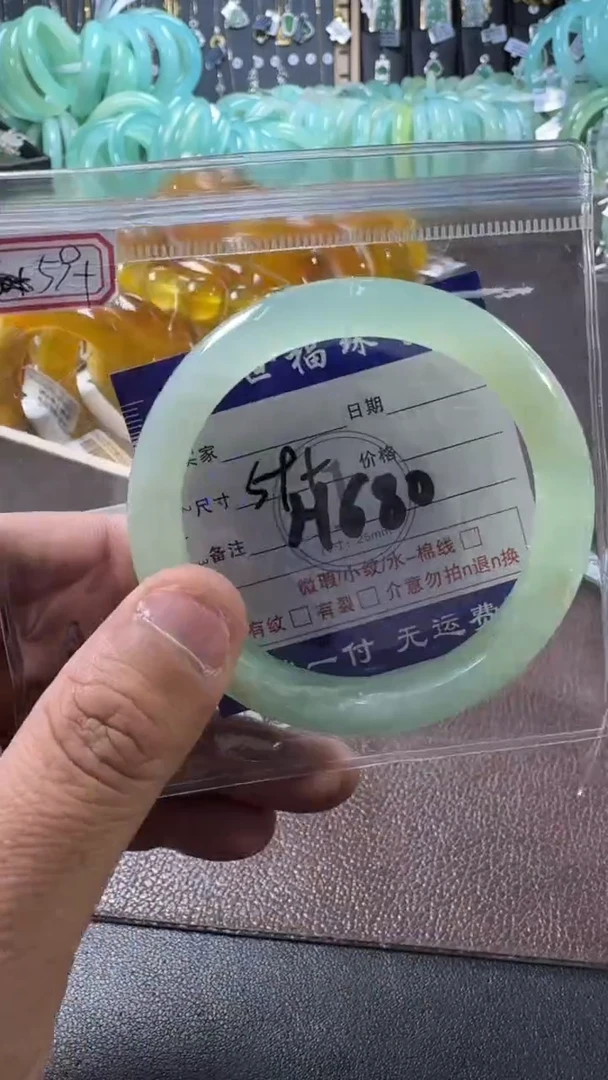 59+
世福珠
日期
买家
尺寸 59+ 价格
H680
备注
微瑕/小纹/水-棉线
有纹 有裂 介意勿拍n退n换
一付 无运费